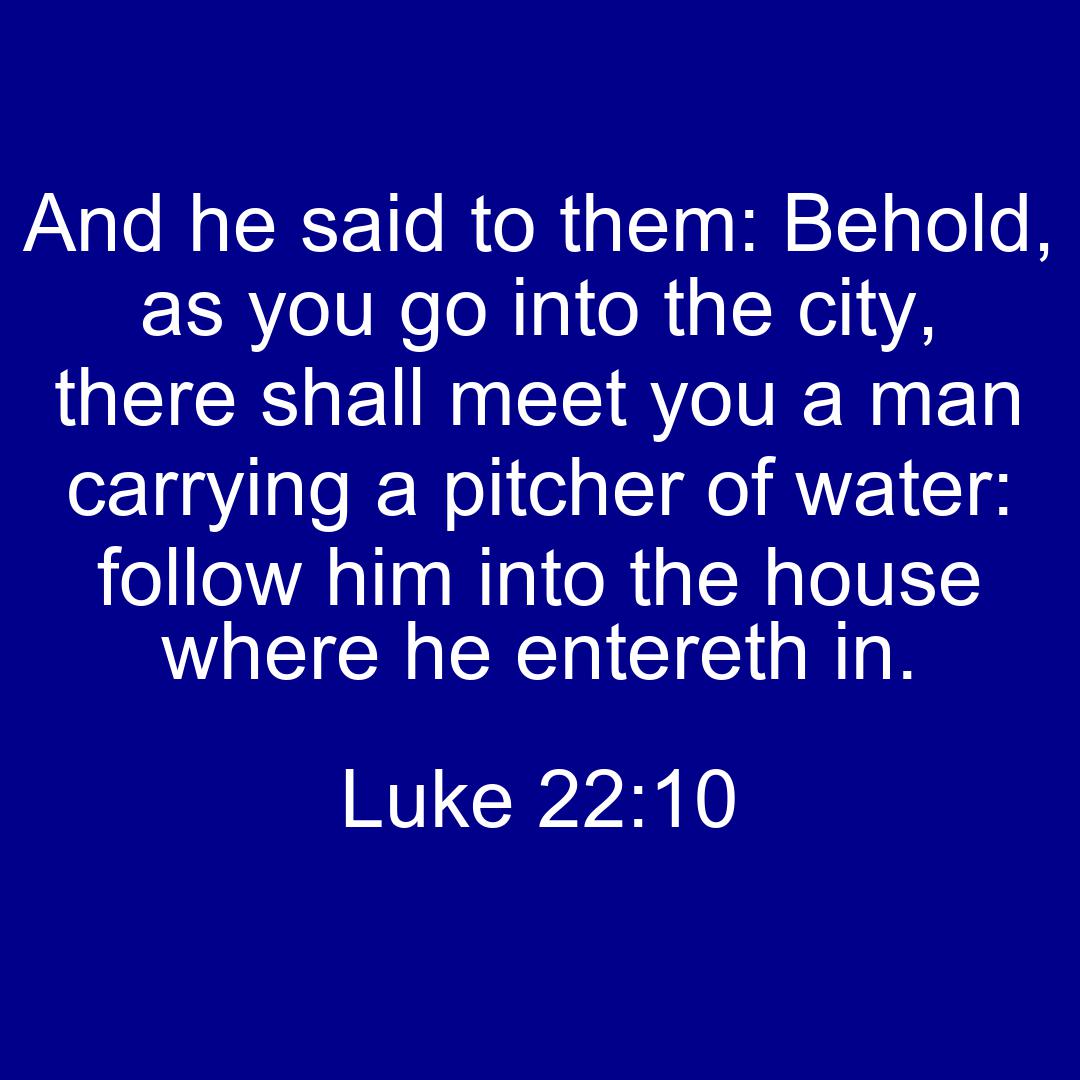 And he said to them: Behold,
as you go into the city,
there shall meet you a man
carrying a pitcher of water:
follow him into the house
where he entereth in.
Luke 22:10